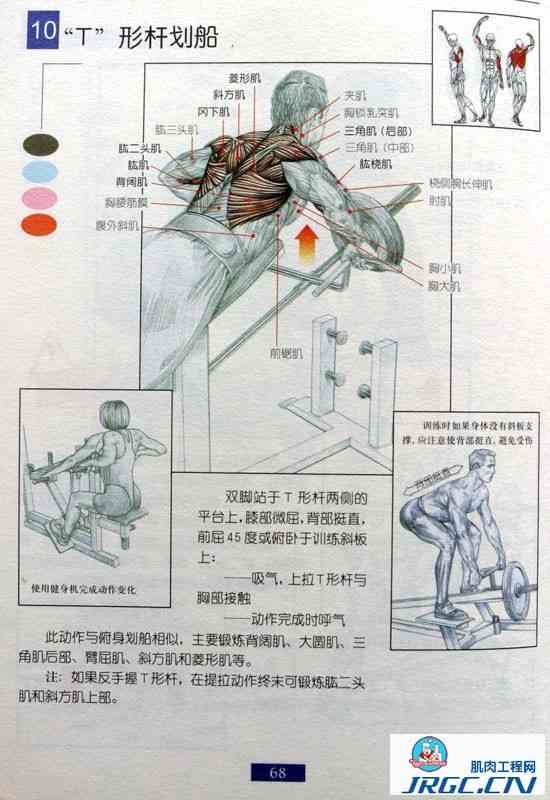 10 “T” 形杆划船
菱形肌
斜方肌
冈下肌
肱三头肌
肱二头肌
肱肌
背阔肌
胸腰筋膜
腹外斜肌
夹肌
胸锁乳突肌
三角肌（后部）
三角肌（中部）
肱桡肌
桡侧腕长伸肌
肘肌
胸小肌
胸大肌
前锯肌
训练时如果身体没有斜板支
撑，应注意使背部挺直，避免受伤
背部挺直
使用健身机完成动作变化
双脚站于T形杆两侧的
平台上，膝部微屈，背部挺直，
前屈45度或俯卧于训练斜板
上：
——吸气，上拉T形杆与
胸部接触
——动作完成时呼气
此动作与俯身划船相似，主要锻炼背阔肌、大圆肌、三
角肌后部、臂屈肌、斜方肌和菱形肌等。
注：如果反手握T形杆，在提拉动作终末可锻炼肱二头
肌和斜方肌上部。
68
肌肉工程网
JRGC.CN